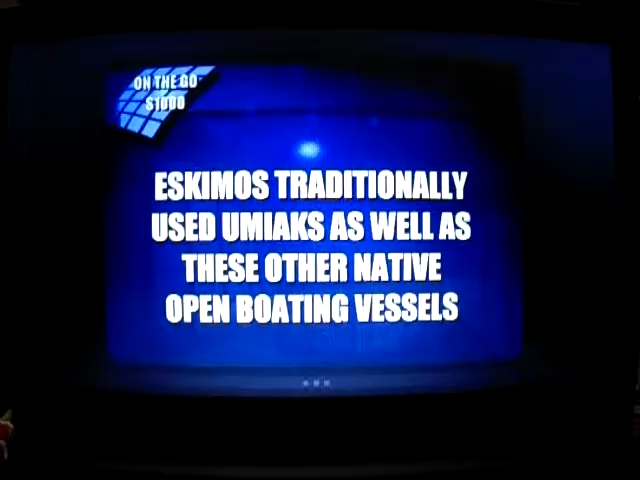 ON THE GO
$1000
ESKIMOS TRADITIONALLY
USED UMIAKS AS WELL AS
THESE OTHER NATIVE
OPEN BOATING VESSELS